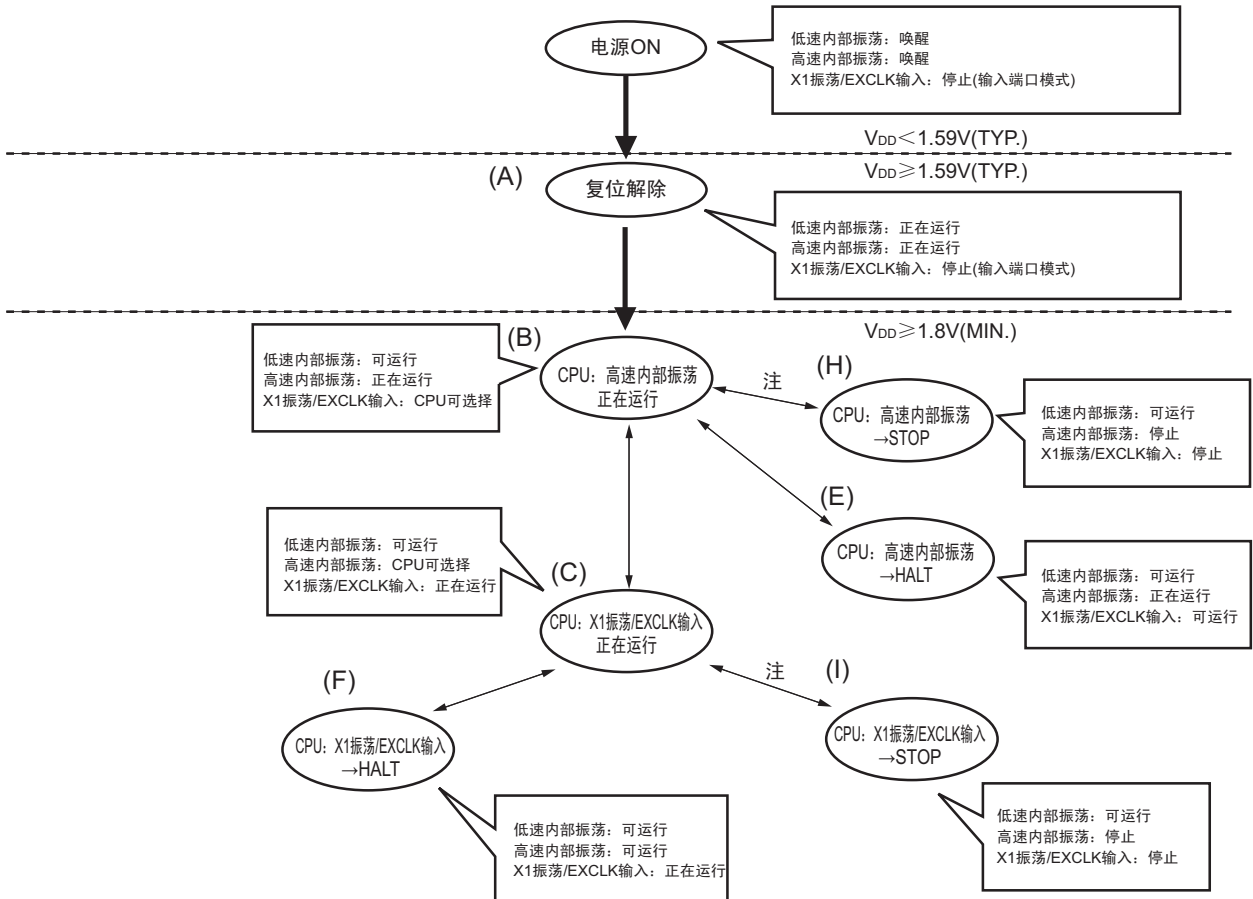 电源ON
低速内部振荡：唤醒
高速内部振荡：唤醒
X1振荡/EXCLK输入：停止(输入端口模式)
VDD＜1.59V(TYP.)
VDD≥1.59V(TYP.)
(A)
复位解除
低速内部振荡：正在运行
高速内部振荡：正在运行
X1振荡/EXCLK输入：停止(输入端口模式)
VDD≥1.8V(MIN.)
(B)
低速内部振荡：可运行
高速内部振荡：正在运行
X1振荡/EXCLK输入：CPU可选择
CPU：高速内部振荡
正在运行
注
(H)
CPU：高速内部振荡
→STOP
低速内部振荡：可运行
高速内部振荡：停止
X1振荡/EXCLK输入：停止
(E)
CPU：高速内部振荡
→HALT
低速内部振荡：可运行
高速内部振荡：正在运行
X1振荡/EXCLK输入：可运行
低速内部振荡：可运行
高速内部振荡：CPU可选择
X1振荡/EXCLK输入：正在运行
(C)
CPU：X1振荡/EXCLK输入
正在运行
(F)
CPU：X1振荡/EXCLK输入
→HALT
低速内部振荡：可运行
高速内部振荡：可运行
X1振荡/EXCLK输入：正在运行
注
(I)
CPU：X1振荡/EXCLK输入
→STOP
低速内部振荡：可运行
高速内部振荡：停止
X1振荡/EXCLK输入：停止